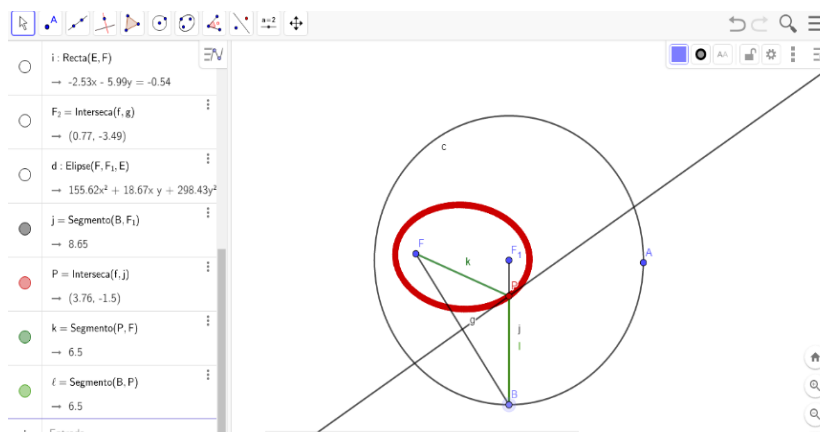 A
a=2
i : Recta(E, F)
→ -2.53x - 5.99y = -0.54
F₂ = Interseca(f, g)
→ (0.77, -3.49)
d : Elipse(F, F₁, E)
→ 155.62x² + 18.67x y + 298.43y²
j = Segmento(B, F₁)
→ 8.65
P = Interseca(f, j)
→ (3.76, -1.5)
k = Segmento(P, F)
→ 6.5
ℓ = Segmento(B, P)
→ 6.5
AA
c
F
F₁
A
k
P
g
j
l
B